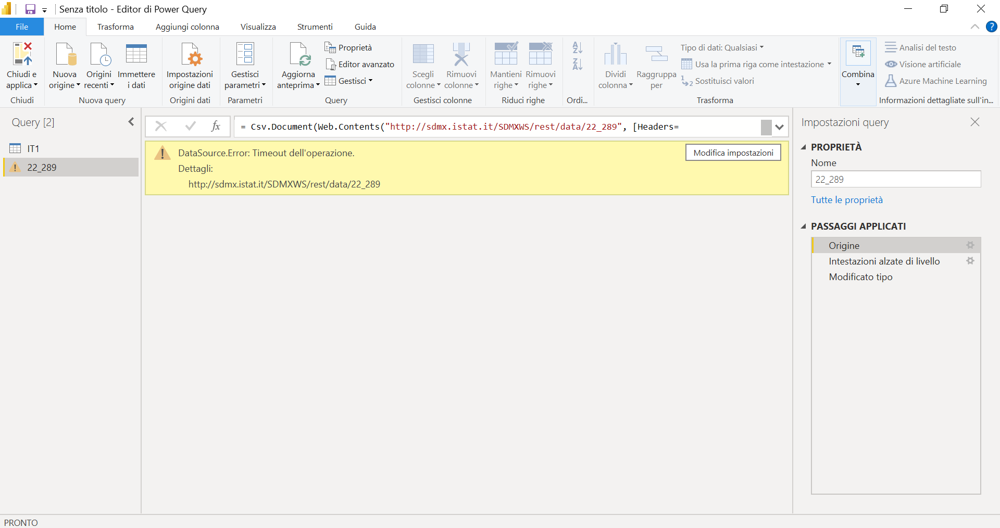 Senza titolo - Editor di Power Query
File
Home
Trasforma
Aggiungi colonna
Visualizza
Strumenti
Guida
?
Chiudi e
applica
Chiudi
Nuova
origine
Origini
recenti
Immettere
i dati
Nuova query
Impostazioni
origine dati
Origini dati
Gestisci
parametri
Parametri
Aggiorna
anteprima
Proprietà
Editor avanzato
Gestisci
Query
Scegli
colonne
Rimuovi
colonne
Gestisci colonne
Mantieni
righe
Rimuovi
righe
Riduci righe
A
Z
Z
A
Ordi...
Dividi
colonna
Raggruppa
per
Tipo di dati: Qualsiasi
Usa la prima riga come intestazione
1
2
Sostituisci valori
Trasforma
Combina
Analisi del testo
Visione artificiale
Azure Machine Learning
Informazioni dettagliate sull'in...
Query [2]
IT1
22_289
fx
= Csv.Document(Web.Contents("http://sdmx.istat.it/SDMXWS/rest/data/22_289", [Headers=
DataSource.Error: Timeout dell'operazione.
Dettagli:
http://sdmx.istat.it/SDMXWS/rest/data/22_289
Modifica impostazioni
Impostazioni query
PROPRIETÀ
Nome
22_289
Tutte le proprietà
PASSAGGI APPLICATI
Origine
Intestazioni alzate di livello
Modificato tipo
PRONTO